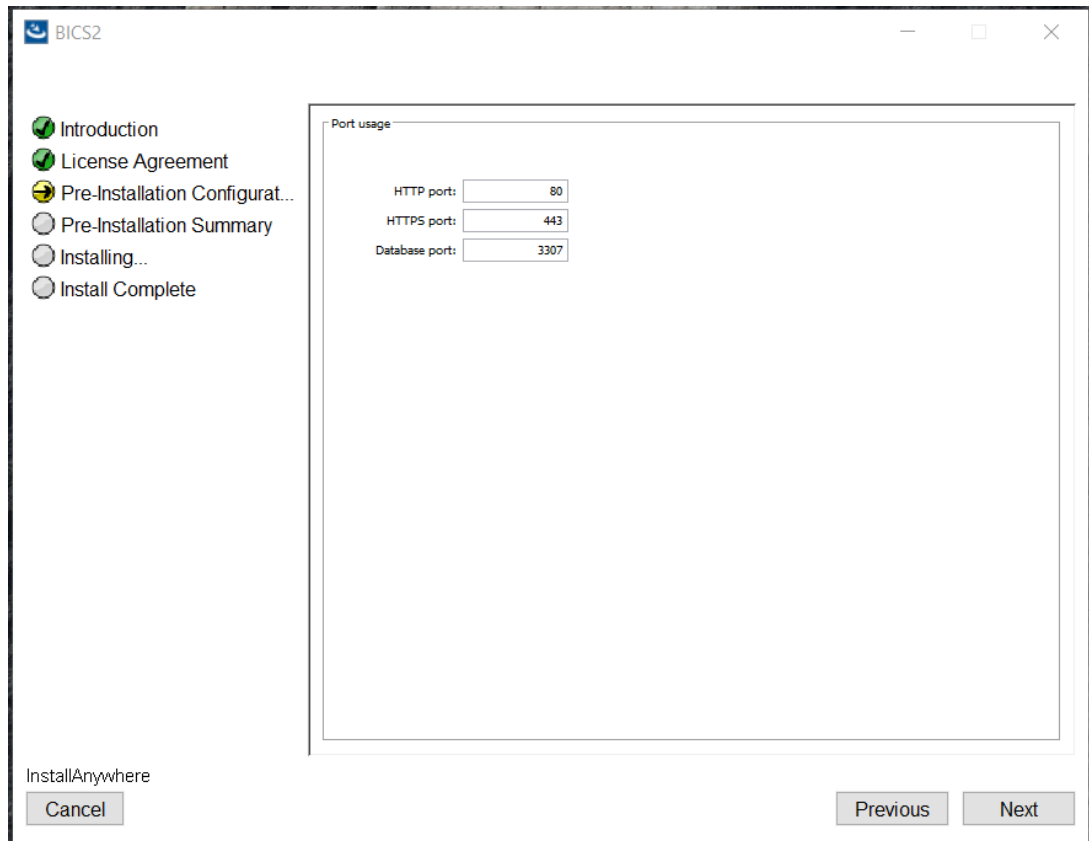 BICS2
Introduction
License Agreement
Pre-Installation Configurat...
Pre-Installation Summary
Installing...
Install Complete
Port usage
HTTP port: 80
HTTPS port: 443
Database port: 3307
InstallAnywhere
Cancel
Previous
Next